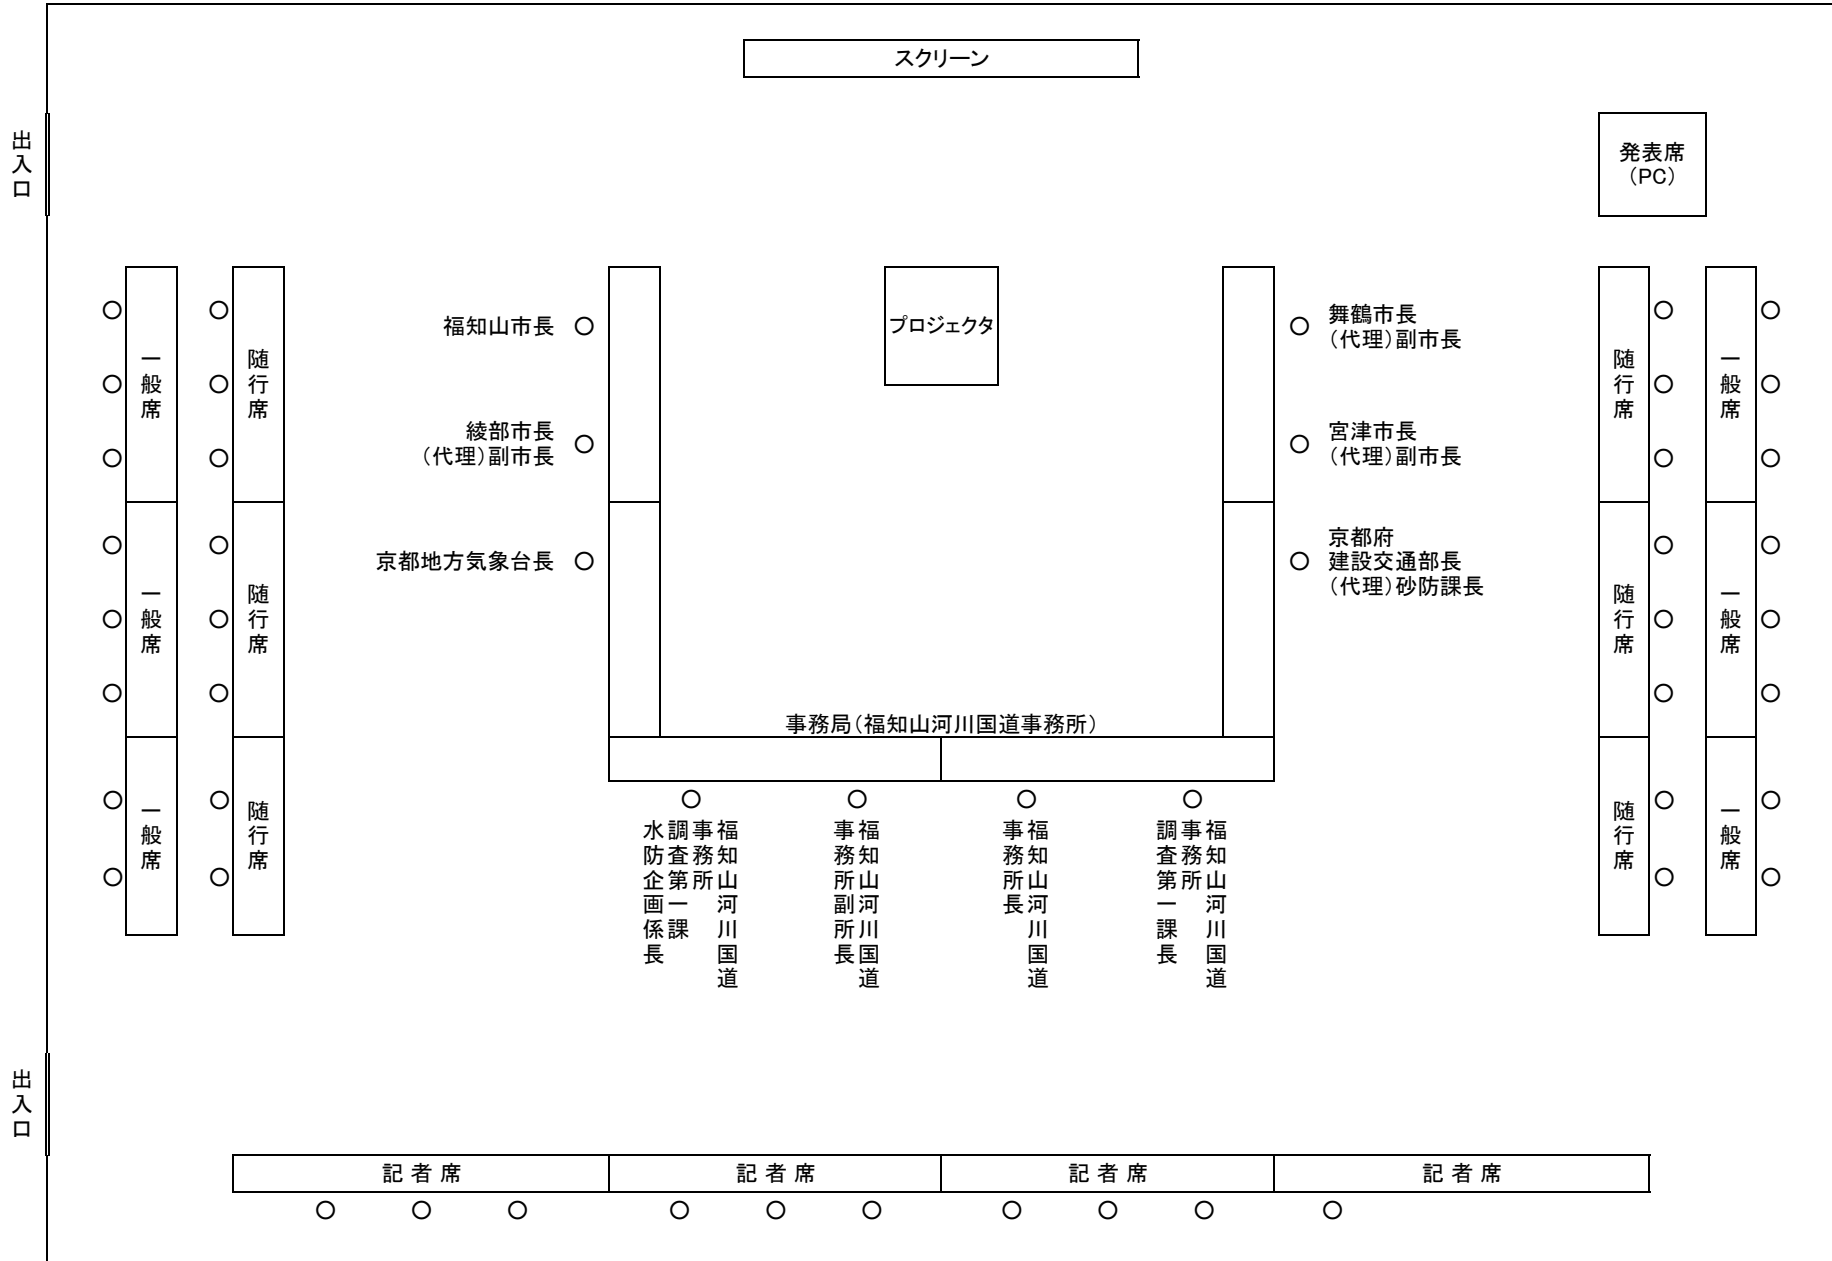 スクリーン
出入口
発表席
（PC）
一般席
随行席
福知山市長
プロジェクタ
舞鶴市長
（代理）副市長
随行席
一般席
綾部市長
（代理）副市長
宮津市長
（代理）副市長
一般席
随行席
京都地方気象台長
京都府
建設交通部長
（代理）砂防課長
随行席
一般席
事務局（福知山河川国道事務所）
一般席
随行席
福知山河川国道
事務所
調査第一課
水防企画係長
福知山河川国道
事務所副所長
福知山河川国道
事務所長
福知山河川国道
事務所
調査第一課長
随行席
一般席
出入口
記者席
記者席
記者席
記者席